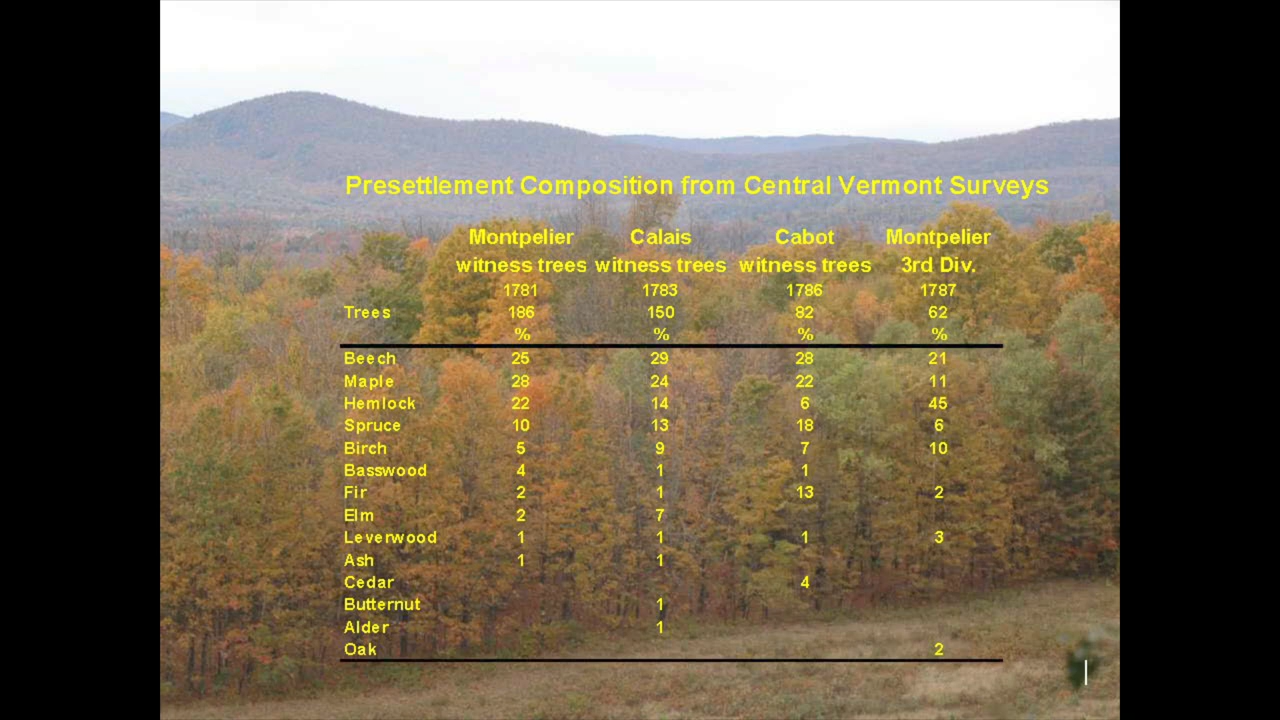 Presettlement Composition from Central Vermont Surveys
Montpelier Calais Cabot Montpelier
witness trees witness trees witness trees 3rd Div.
1781 1783 1786 1787
Trees 186 150 82 62
% % % %
Beech 25 29 28 21
Maple 28 24 22 11
Hemlock 22 14 6 45
Spruce 10 13 18 6
Birch 5 9 7 10
Basswood 4 1 1
Fir 2 1 13 2
Elm 2 7
Leverwood 1 1 1 3
Ash 1 1
Cedar 4
Butternut 1
Alder 1
Oak 2